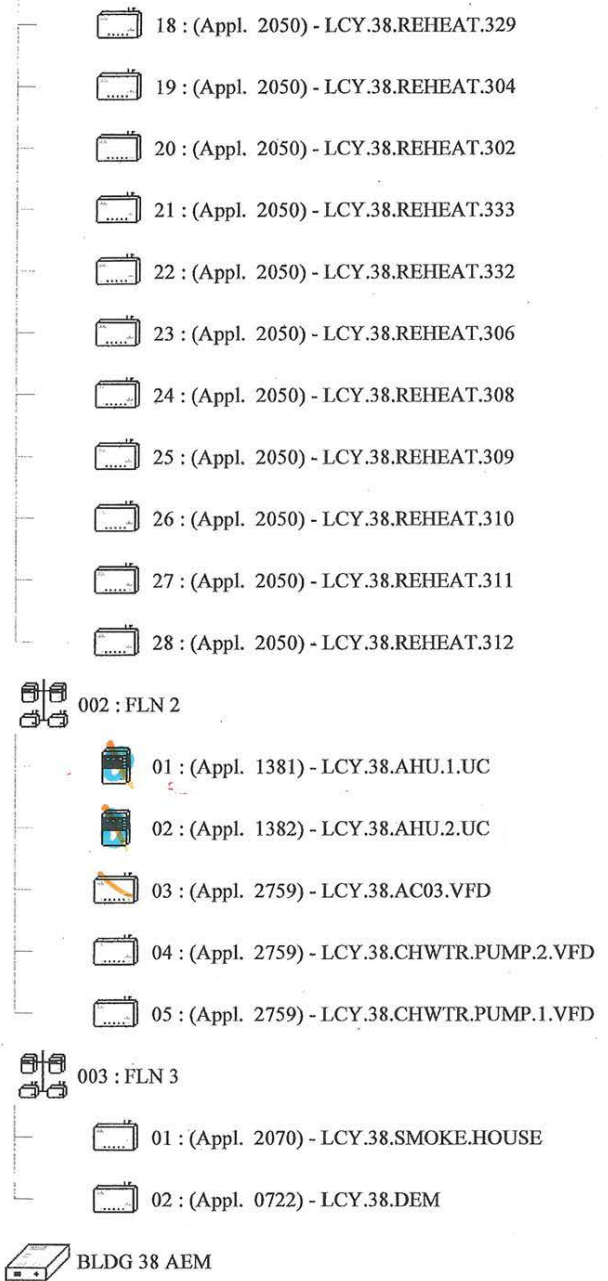 18 : (Appl. 2050) - LCY.38.REHEAT.329
19 : (Appl. 2050) - LCY.38.REHEAT.304
20 : (Appl. 2050) - LCY.38.REHEAT.302
21 : (Appl. 2050) - LCY.38.REHEAT.333
22 : (Appl. 2050) - LCY.38.REHEAT.332
23 : (Appl. 2050) - LCY.38.REHEAT.306
24 : (Appl. 2050) - LCY.38.REHEAT.308
25 : (Appl. 2050) - LCY.38.REHEAT.309
26 : (Appl. 2050) - LCY.38.REHEAT.310
27 : (Appl. 2050) - LCY.38.REHEAT.311
28 : (Appl. 2050) - LCY.38.REHEAT.312
002 : FLN 2
01 : (Appl. 1381) - LCY.38.AHU.1.UC
02 : (Appl. 1382) - LCY.38.AHU.2.UC
03 : (Appl. 2759) - LCY.38.AC03.VFD
04 : (Appl. 2759) - LCY.38.CHWTR.PUMP.2.VFD
05 : (Appl. 2759) - LCY.38.CHWTR.PUMP.1.VFD
003 : FLN 3
01 : (Appl. 2070) - LCY.38.SMOKE.HOUSE
02 : (Appl. 0722) - LCY.38.DEM
BLDG 38 AEM